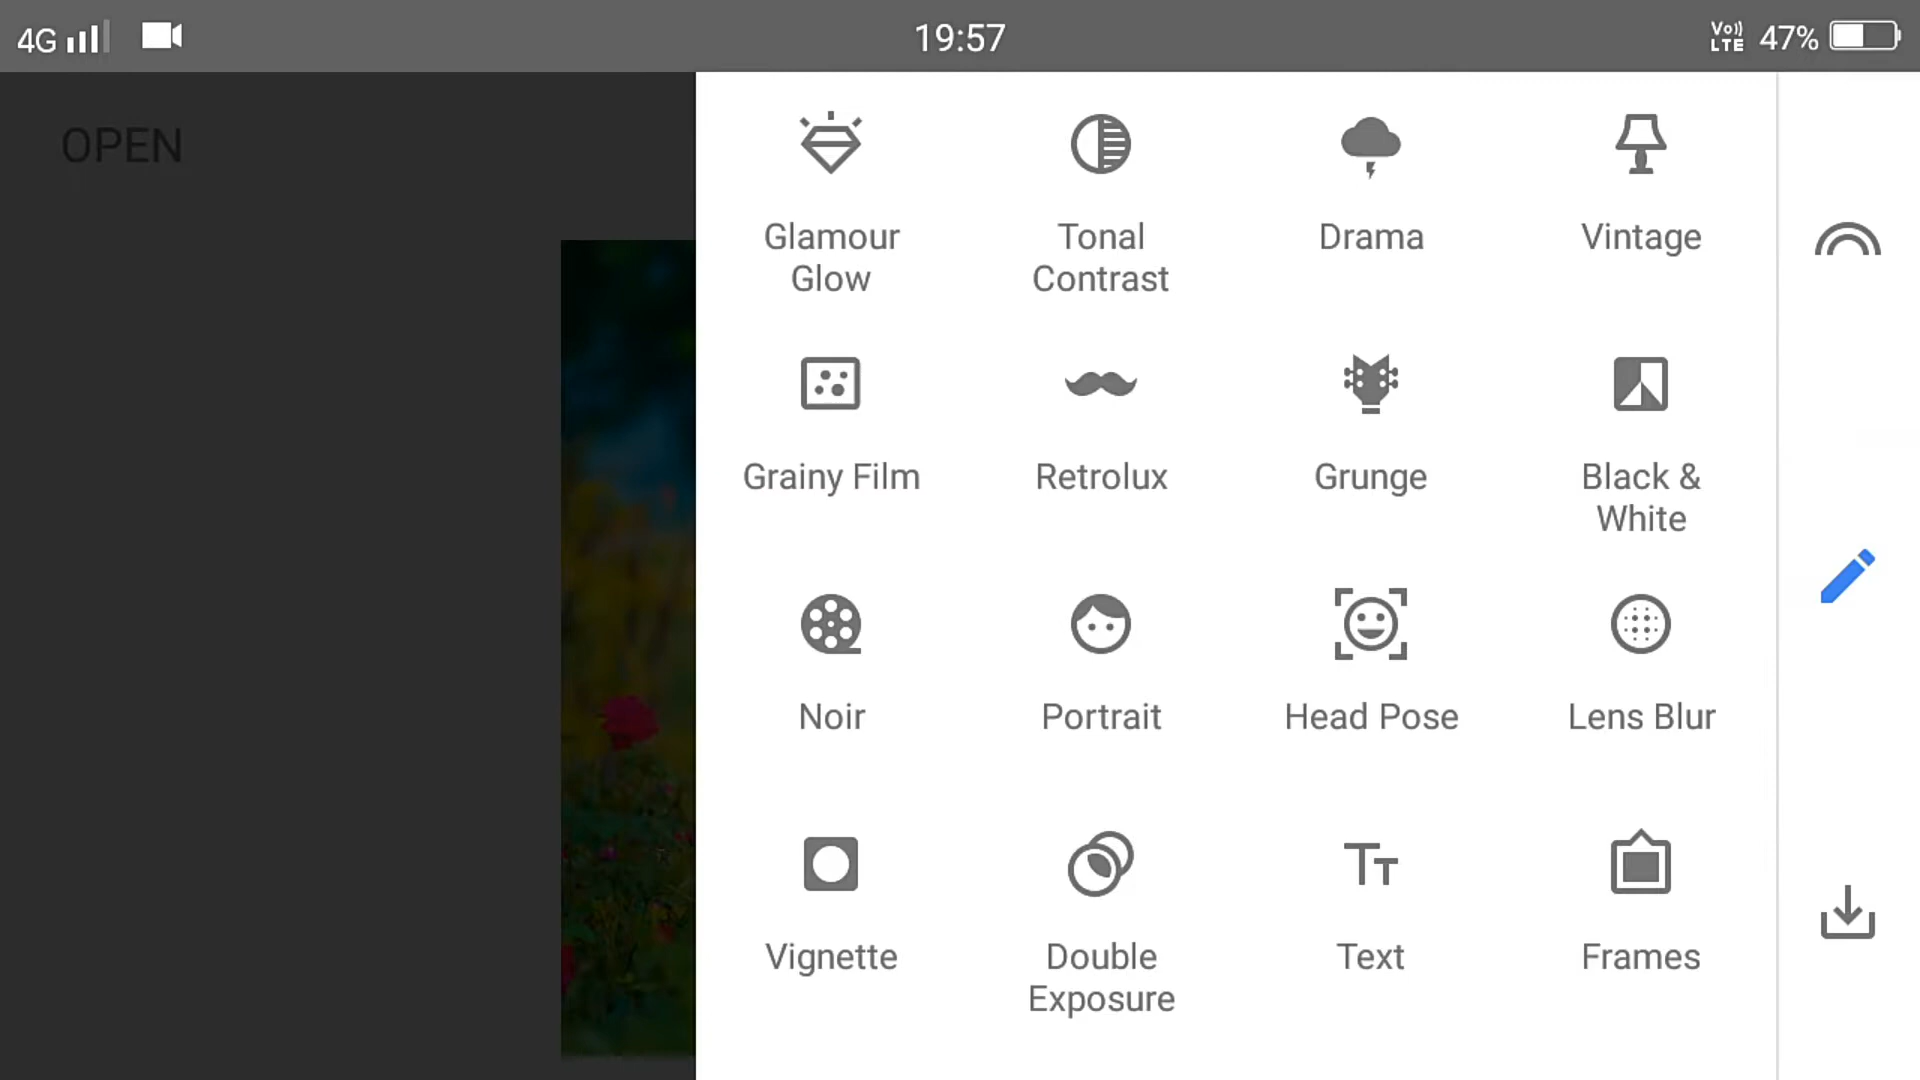 4G
19:57
Vo))
LTE
47%
OPEN
Glamour
Glow
Tonal
Contrast
Drama
Vintage
Grainy Film
Retrolux
Grunge
Black &
White
Noir
Portrait
Head Pose
Lens Blur
Vignette
Double
Exposure
Text
Frames